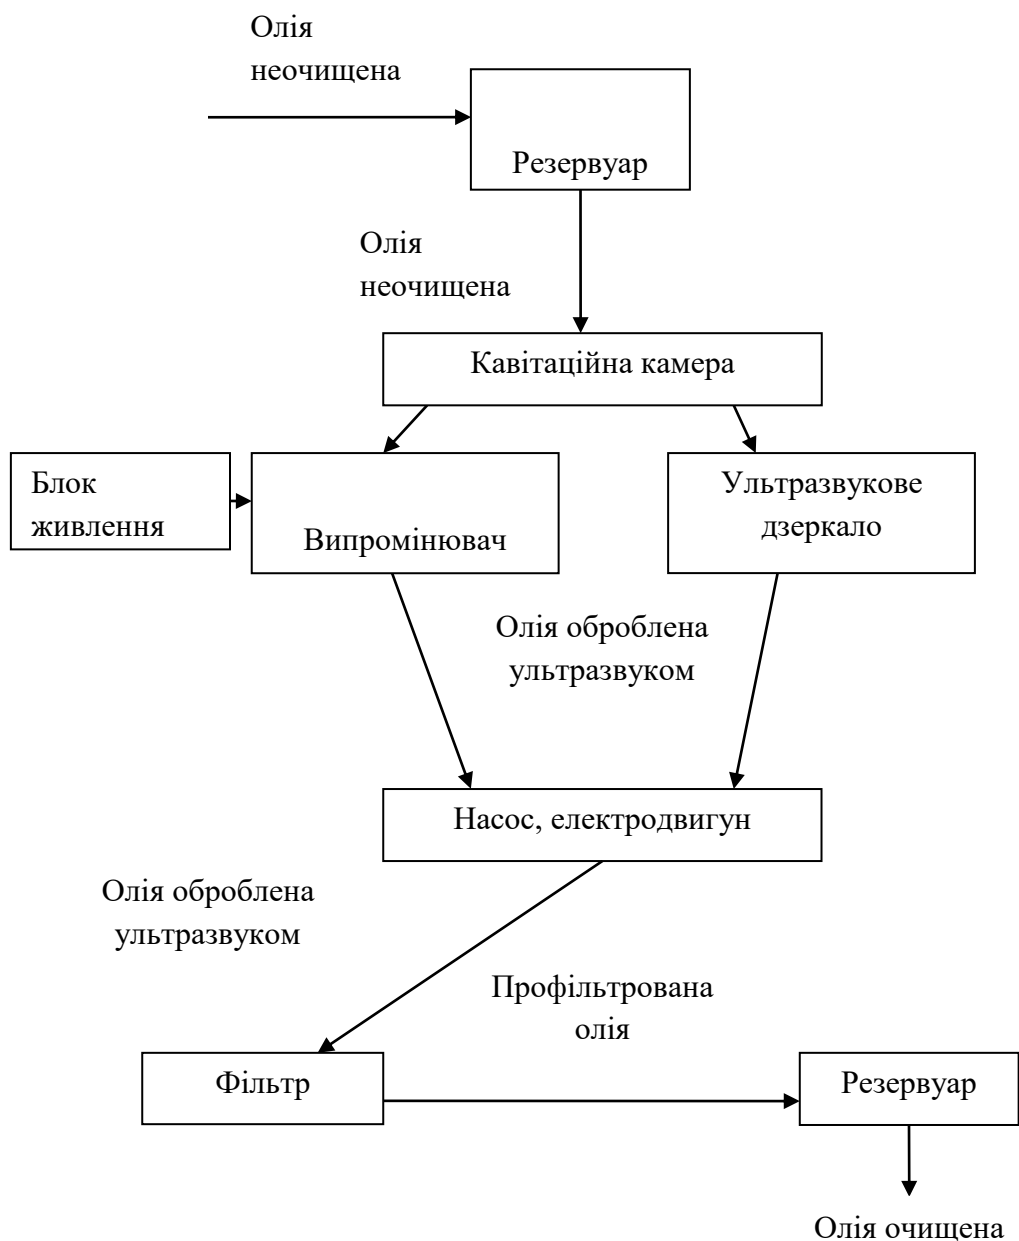 Олія
неочищена
Резервуар
Олія
неочищена
Кавітаційна камера
Блок
живлення
Випромінювач
Ультразвукове
дзеркало
Олія оброблена
ультразвуком
Насос, електродвигун
Олія оброблена
ультразвуком
Профільтрована
олія
Фільтр
Резервуар
Олія очищена